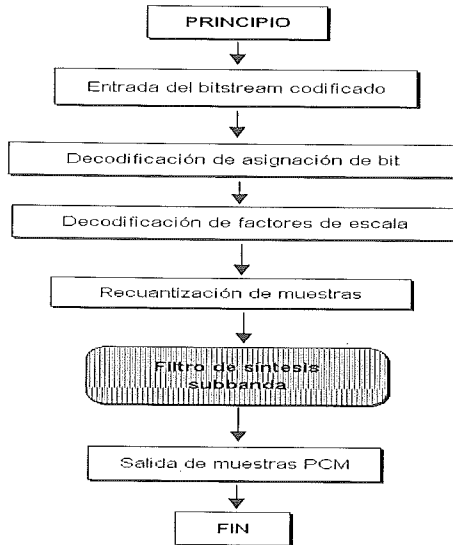 PRINCIPIO
Entrada del bitstream codificado
Decodificación de asignación de bit
Decodificación de factores de escala
Recuantización de muestras
Filtro de síntesis
subbanda
Salida de muestras PCM
FIN